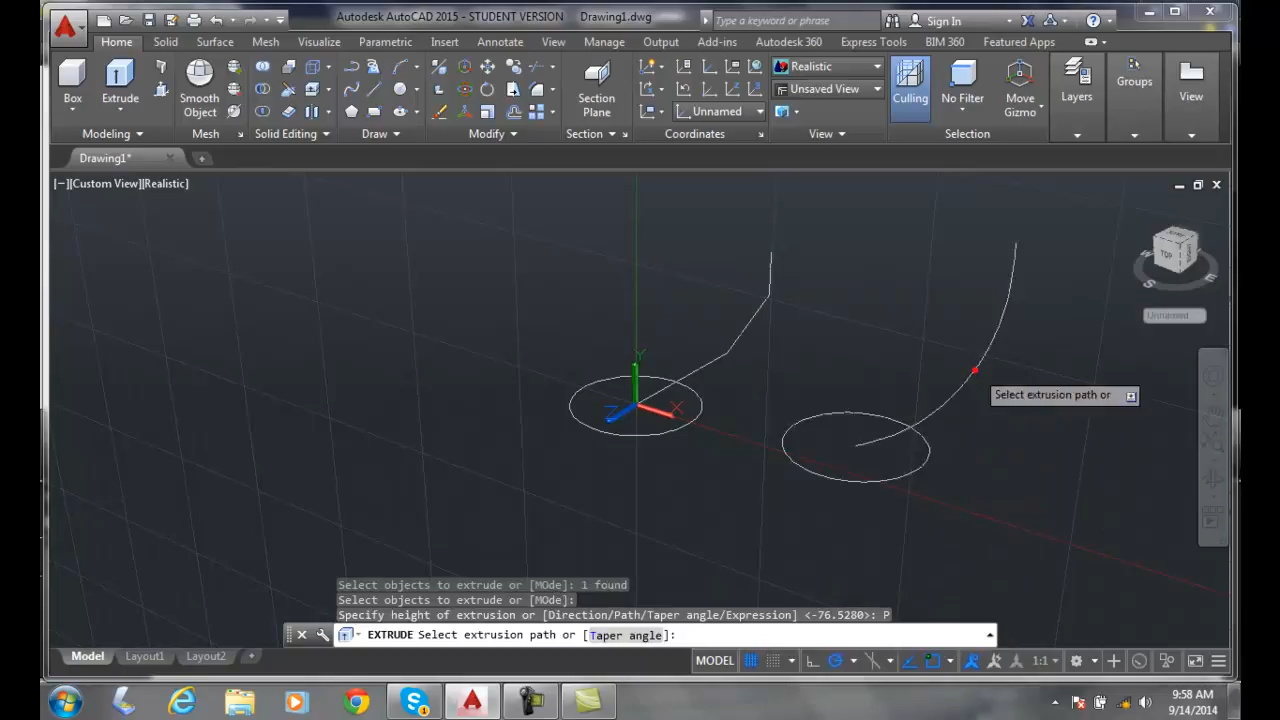 Autodesk AutoCAD 2015 - STUDENT VERSION Drawing1.dwg
Type a keyword or phrase
Sign In
Home Solid Surface Mesh Visualize Parametric Insert Annotate View Manage Output Add-ins Autodesk 360 Express Tools BIM 360 Featured Apps
Box
Extrude
Smooth
Object
Section
Plane
Realistic
Unsaved View
Unnamed
Culling
No Filter
Move
Gizmo
Layers
Groups
View
Modeling
Mesh
Solid Editing
Draw
Modify
Section
Coordinates
View
Selection
Drawing1*
[−][Custom View][Realistic]
TOP
S
E
Unnamed
Y
X
Z
Select extrusion path or
Select objects to extrude or [MOde]: 1 found
Select objects to extrude or [MOde]:
Specify height of extrusion or [Direction/Path/Taper angle/Expression] <-76.5280>: P
EXTRUDE Select extrusion path or [Taper angle]:
Model Layout1 Layout2 +
MODEL
1:1
9:58 AM
9/14/2014